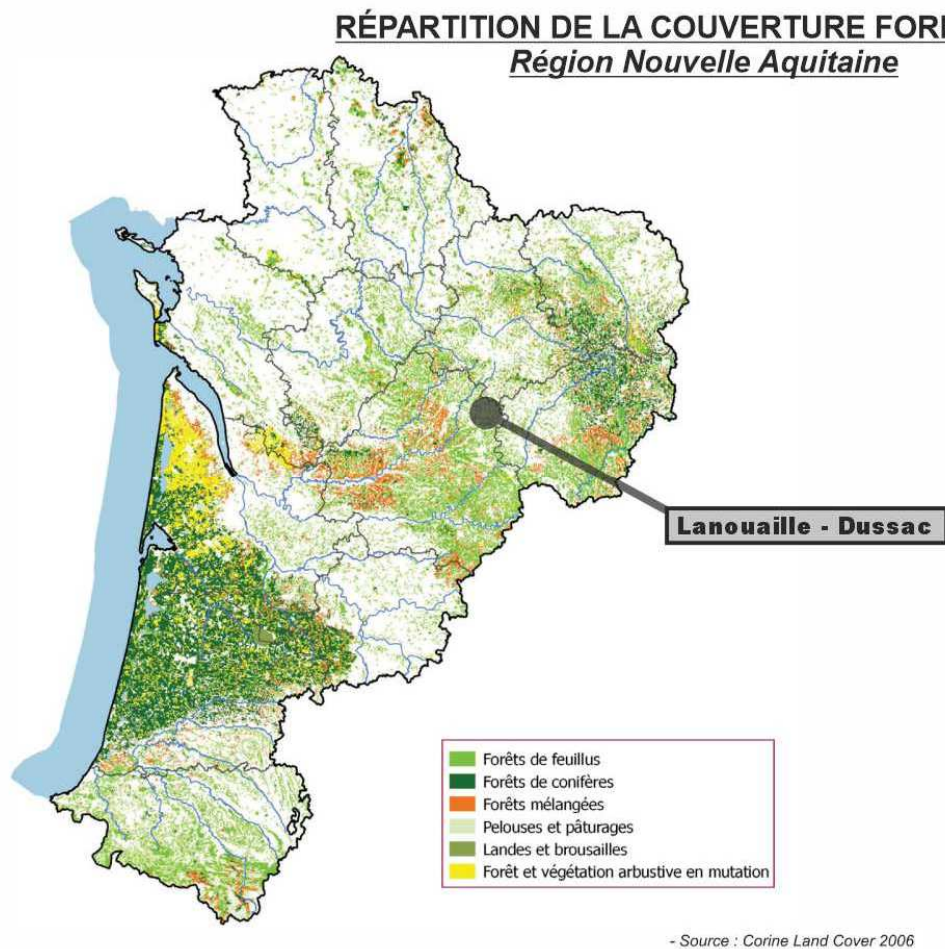 RÉPARTITION DE LA COUVERTURE FORE
Région Nouvelle Aquitaine
Lanouaille - Dussac
Forêts de feuillus
Forêts de conifères
Forêts mélangées
Pelouses et pâturages
Landes et brousailles
Forêt et végétation arbustive en mutation
- Source : Corine Land Cover 2006